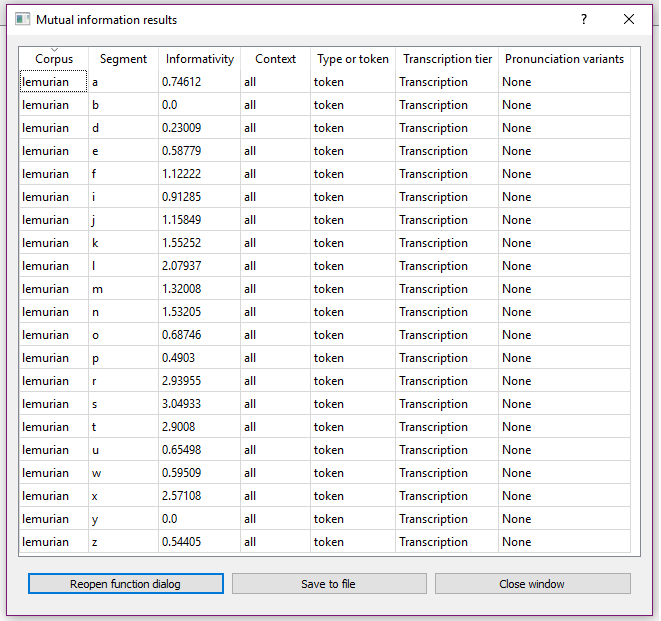 Mutual information results
Corpus Segment Informativity Context Type or token Transcription tier Pronunciation variants
lemurian a 0.74612 all token Transcription None
lemurian b 0.0 all token Transcription None
lemurian d 0.23009 all token Transcription None
lemurian e 0.58779 all token Transcription None
lemurian f 1.12222 all token Transcription None
lemurian i 0.91285 all token Transcription None
lemurian j 1.15849 all token Transcription None
lemurian k 1.55252 all token Transcription None
lemurian l 2.07937 all token Transcription None
lemurian m 1.32008 all token Transcription None
lemurian n 1.53205 all token Transcription None
lemurian o 0.68746 all token Transcription None
lemurian p 0.4903 all token Transcription None
lemurian r 2.93955 all token Transcription None
lemurian s 3.04933 all token Transcription None
lemurian t 2.9008 all token Transcription None
lemurian u 0.65498 all token Transcription None
lemurian w 0.59509 all token Transcription None
lemurian x 2.57108 all token Transcription None
lemurian y 0.0 all token Transcription None
lemurian z 0.54405 all token Transcription None
Reopen function dialog Save to file Close window